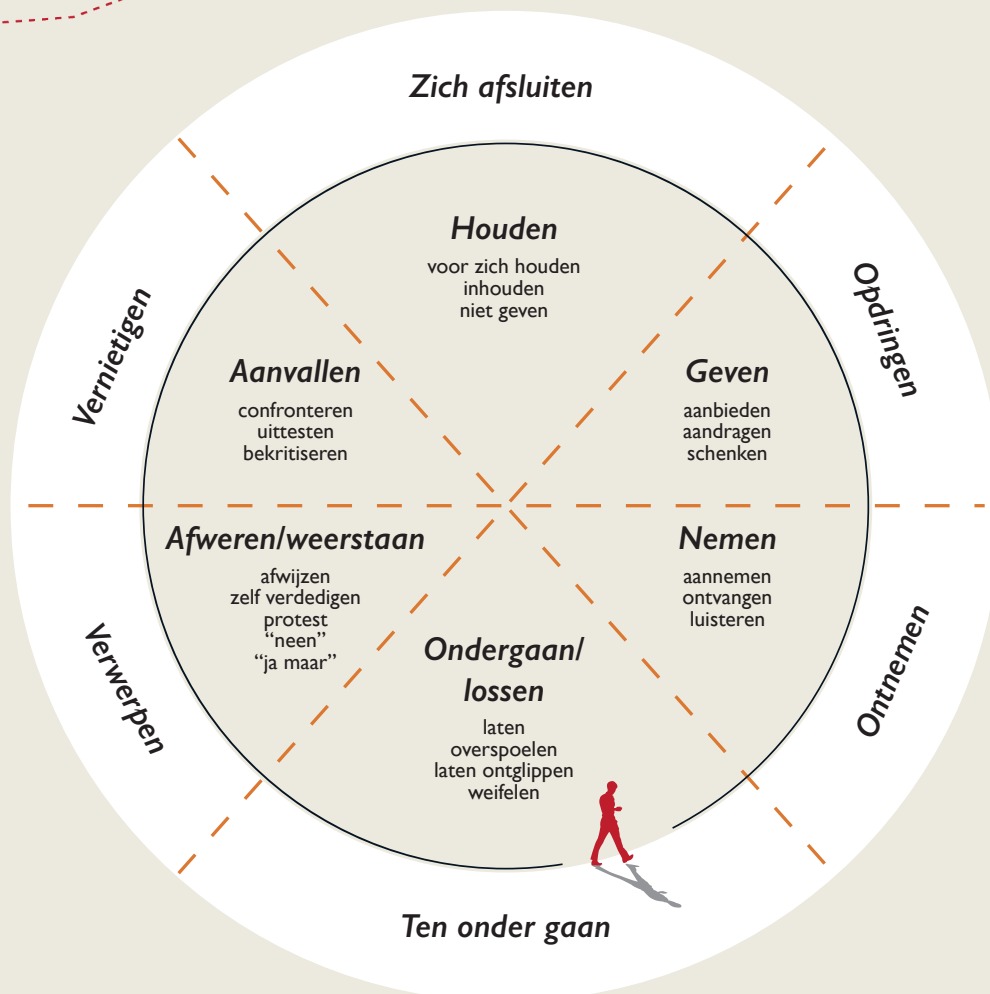 Zich afsluiten
Houden
voor zich houden
inhouden
niet geven
Opdringen
Geven
aanbieden
aandragen
schenken
Nemen
aannemen
ontvangen
luisteren
Ontnemen
Ondergaan/
lossen
laten
overspoelen
laten ontglippen
weifelen
Ten onder gaan
Afweren/weerstaan
afwijzen
zelf verdedigen
protest
“neen”
“ja maar”
Verwerpen
Aanvallen
confronteren
uittesten
bekritiseren
Vernietigen